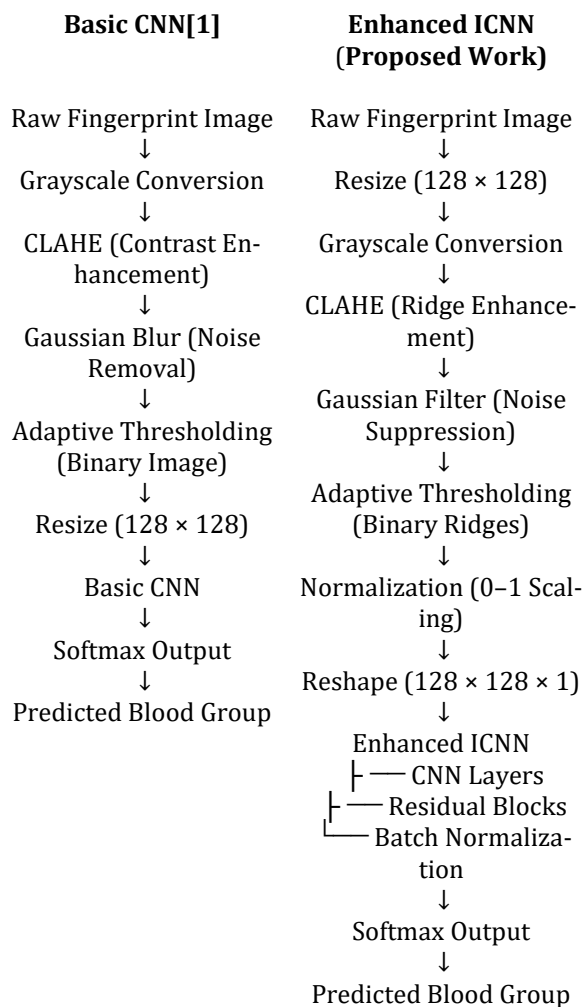 Basic CNN[1]
Raw Fingerprint Image
↓
Grayscale Conversion
↓
CLAHE (Contrast En-
hancement)
↓
Gaussian Blur (Noise
Removal)
↓
Adaptive Thresholding
(Binary Image)
↓
Resize (128 × 128)
↓
Basic CNN
↓
Softmax Output
↓
Predicted Blood Group
Enhanced ICNN
(Proposed Work)
Raw Fingerprint Image
↓
Resize (128 × 128)
↓
Grayscale Conversion
↓
CLAHE (Ridge Enhance-
ment)
↓
Gaussian Filter (Noise
Suppression)
↓
Adaptive Thresholding
(Binary Ridges)
↓
Normalization (0–1 Scal-
ing)
↓
Reshape (128 × 128 × 1)
↓
Enhanced ICNN
├ ── CNN Layers
├ ── Residual Blocks
└── Batch Normaliza-
tion
↓
Softmax Output
↓
Predicted Blood Group